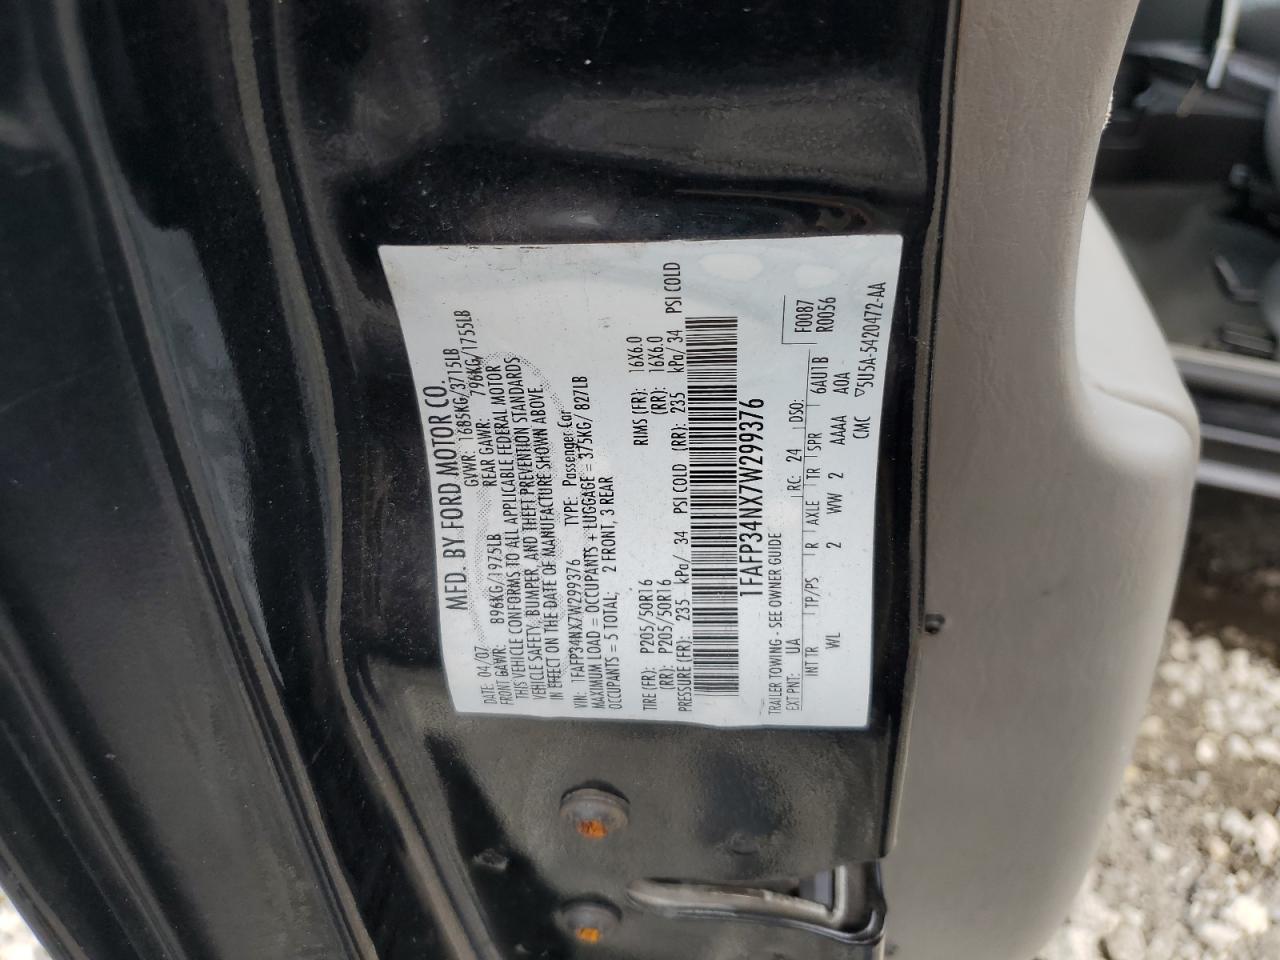 MFD. BY FORD MOTOR CO.
DATE: 04/07 GVWR: 1685KG/3715LB
FRONT GAWR: 896KG/1975LB REAR GAWR: 796KG/1755LB
THIS VEHICLE CONFORMS TO ALL APPLICABLE FEDERAL MOTOR
VEHICLE SAFETY, BUMPER, AND THEFT PREVENTION STANDARDS
IN EFFECT ON THE DATE OF MANUFACTURE SHOWN ABOVE.
VIN: 1FAFP34NX7W299376 TYPE: Passenger Car
MAXIMUM LOAD = OCCUPANTS + LUGGAGE = 375KG/ 827LB
OCCUPANTS = 5 TOTAL; 2 FRONT, 3 REAR
TIRE (FR): P205/50R16 RIMS (FR): 16X6.0
(RR): P205/50R16 (RR): 16X6.0
PRESSURE (FR): 235 kPa/ 34 PSI COLD (RR): 235 kPa/ 34 PSI COLD
1FAFP34NX7W299376
TRAILER TOWING - SEE OWNER GUIDE F0087
EXT PNT: UA RC: 24 DSO: R0056
INT TR TP/PS R AXLE TR SPR 6AU1B
WL 2 WW 2 AAAA A0A
CMC ▽5U5A-5420472-AA